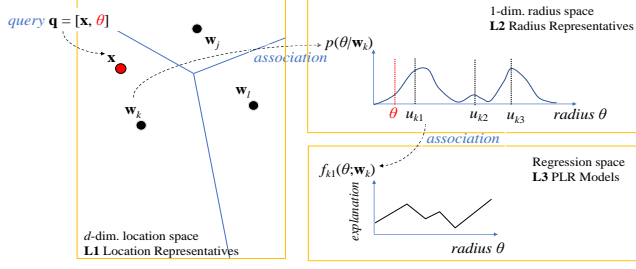 query q = [x, θ]
x
w_j
w_k
w_l
association
d-dim. location space
L1 Location Representatives
1-dim. radius space
L2 Radius Representatives
p(θ/w_k)
θ u_k1 u_k2 u_k3 radius θ
association
Regression space
L3 PLR Models
f_k1(θ;w_k)
explanation
radius θ